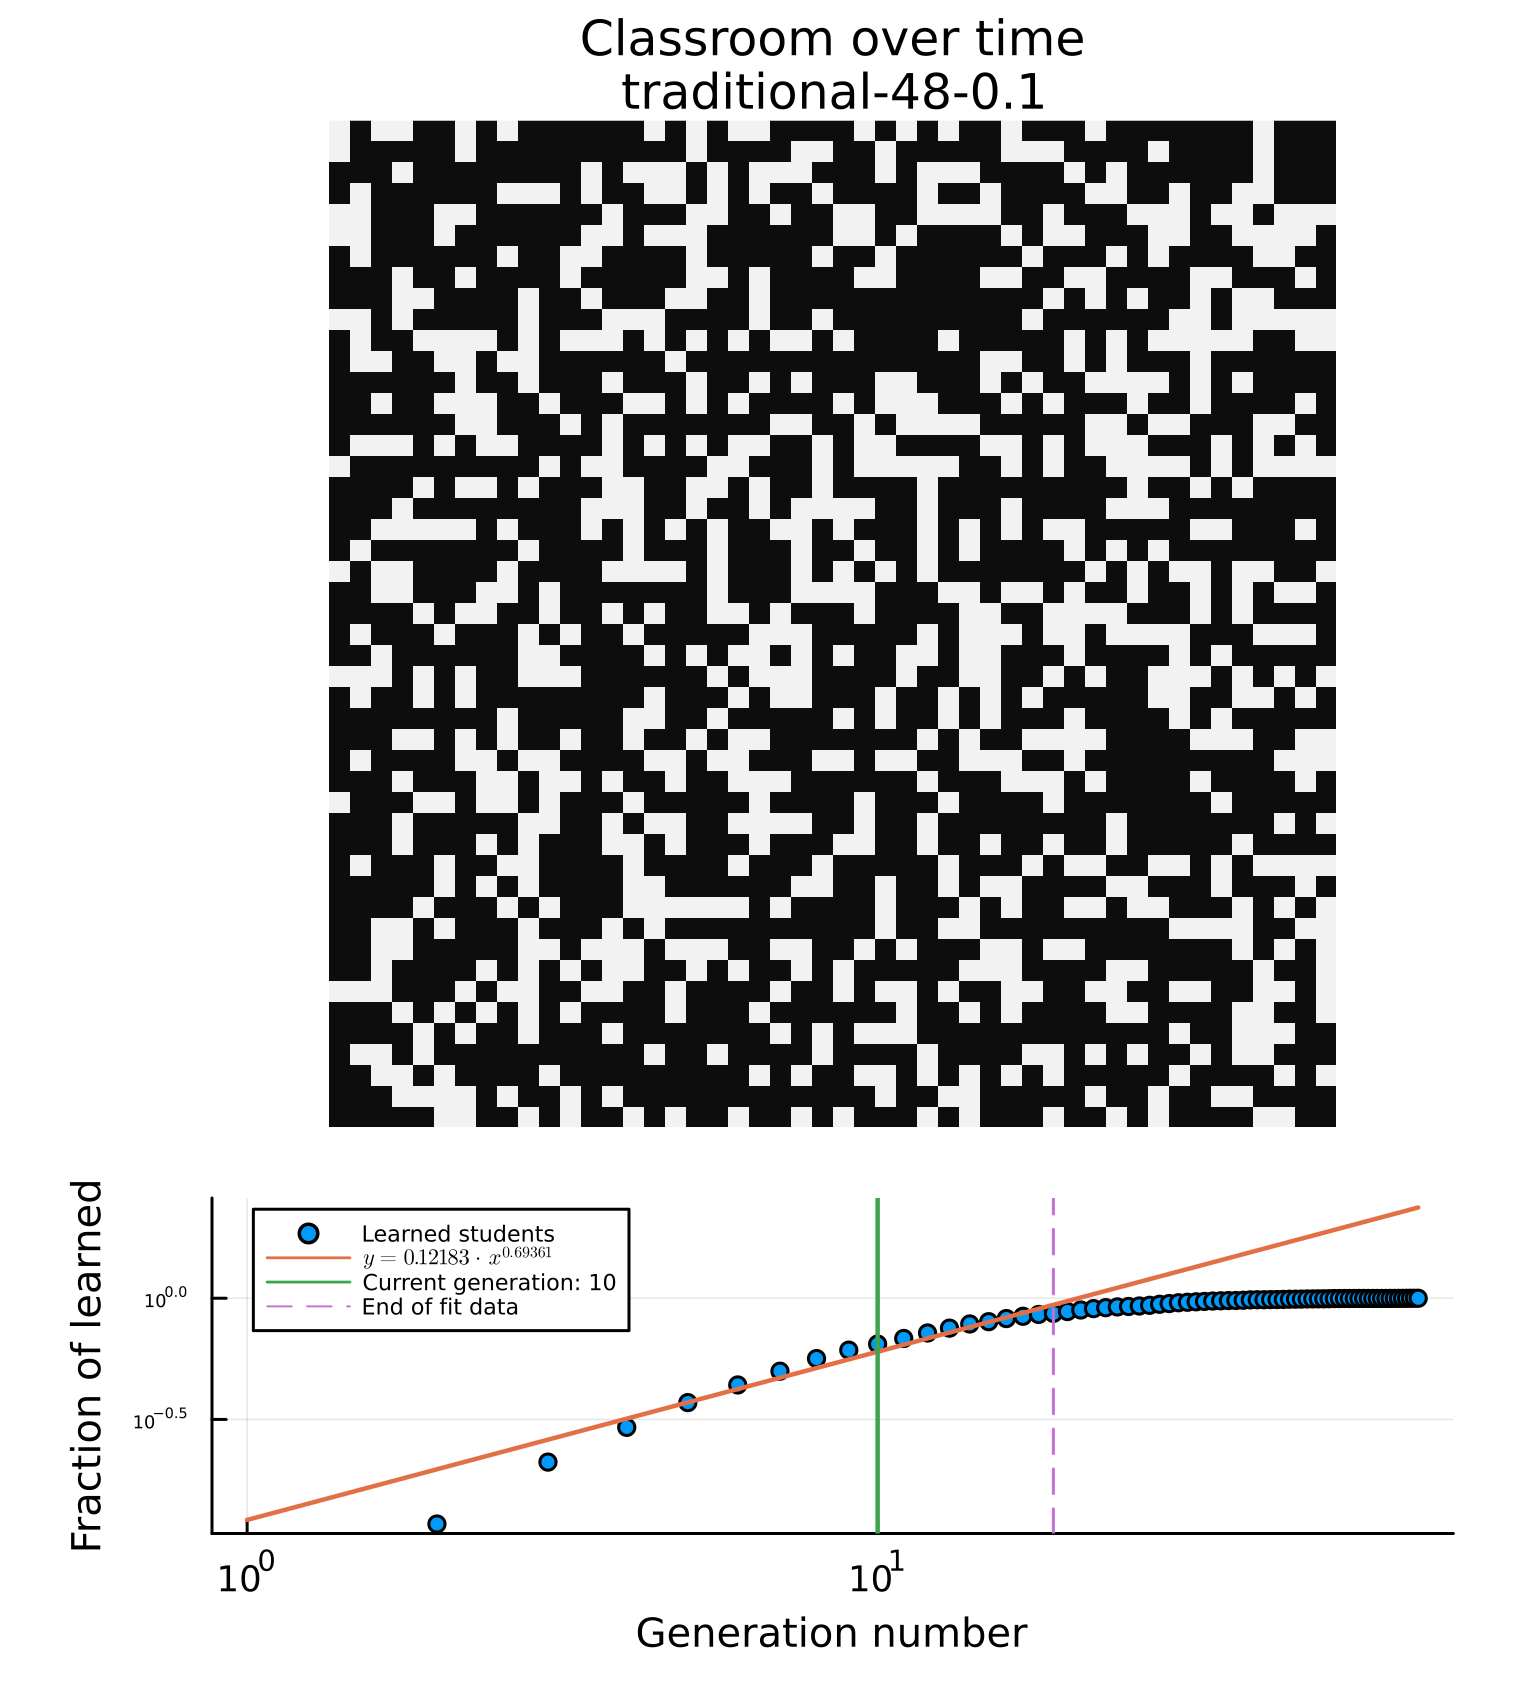 Classroom over time
traditional-48-0.1
Fraction of learned
Learned students
y = 0.12183 · x^0.69361
Current generation: 10
End of fit data
10^0.0
10^−0.5
10^0
10^1
Generation number